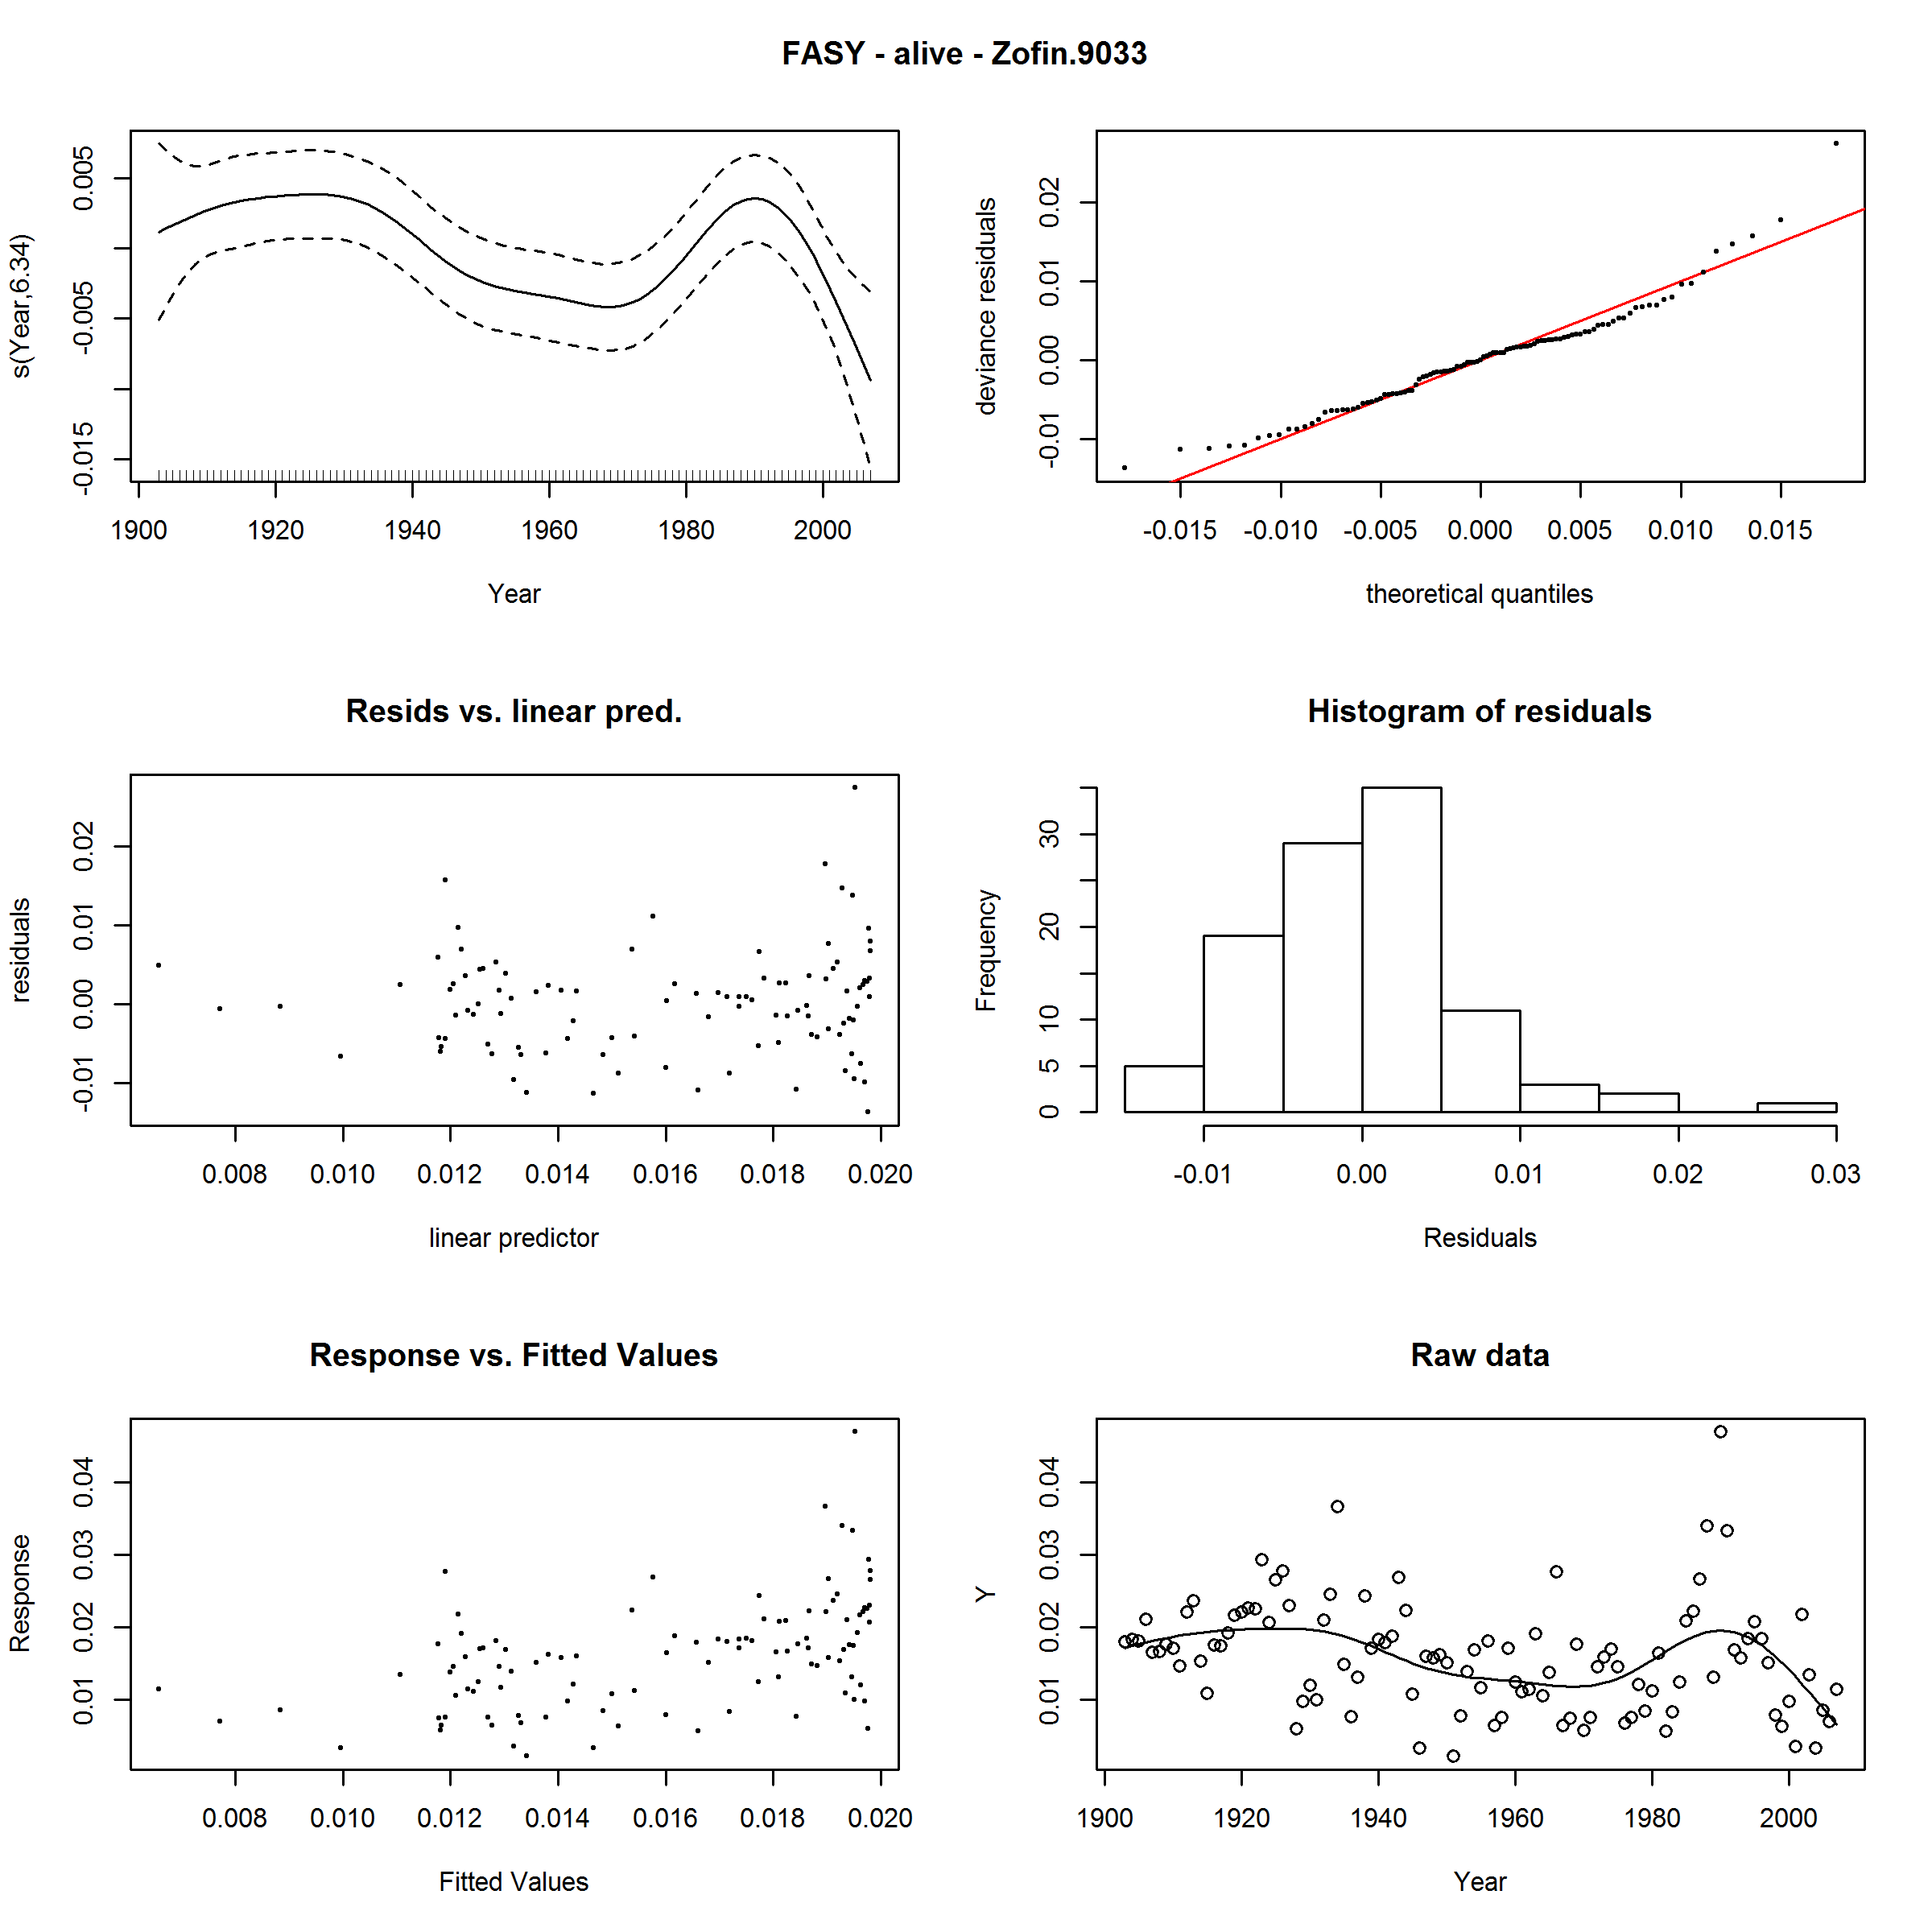 FASY - alive - Zofin.9033
s(Year,6.34)
-0.015 -0.005 0.005
1900 1920 1940 1960 1980 2000
Year
deviance residuals
-0.01 0.00 0.01 0.02
-0.015 -0.010 -0.005 0.000 0.005 0.010 0.015
theoretical quantiles
Resids vs. linear pred.
residuals
-0.01 0.00 0.01 0.02
0.008 0.010 0.012 0.014 0.016 0.018 0.020
linear predictor
Histogram of residuals
Frequency
0 5 10 20 30
-0.01 0.00 0.01 0.02 0.03
Residuals
Response vs. Fitted Values
Response
0.01 0.02 0.03 0.04
0.008 0.010 0.012 0.014 0.016 0.018 0.020
Fitted Values
Raw data
Y
0.01 0.02 0.03 0.04
1900 1920 1940 1960 1980 2000
Year